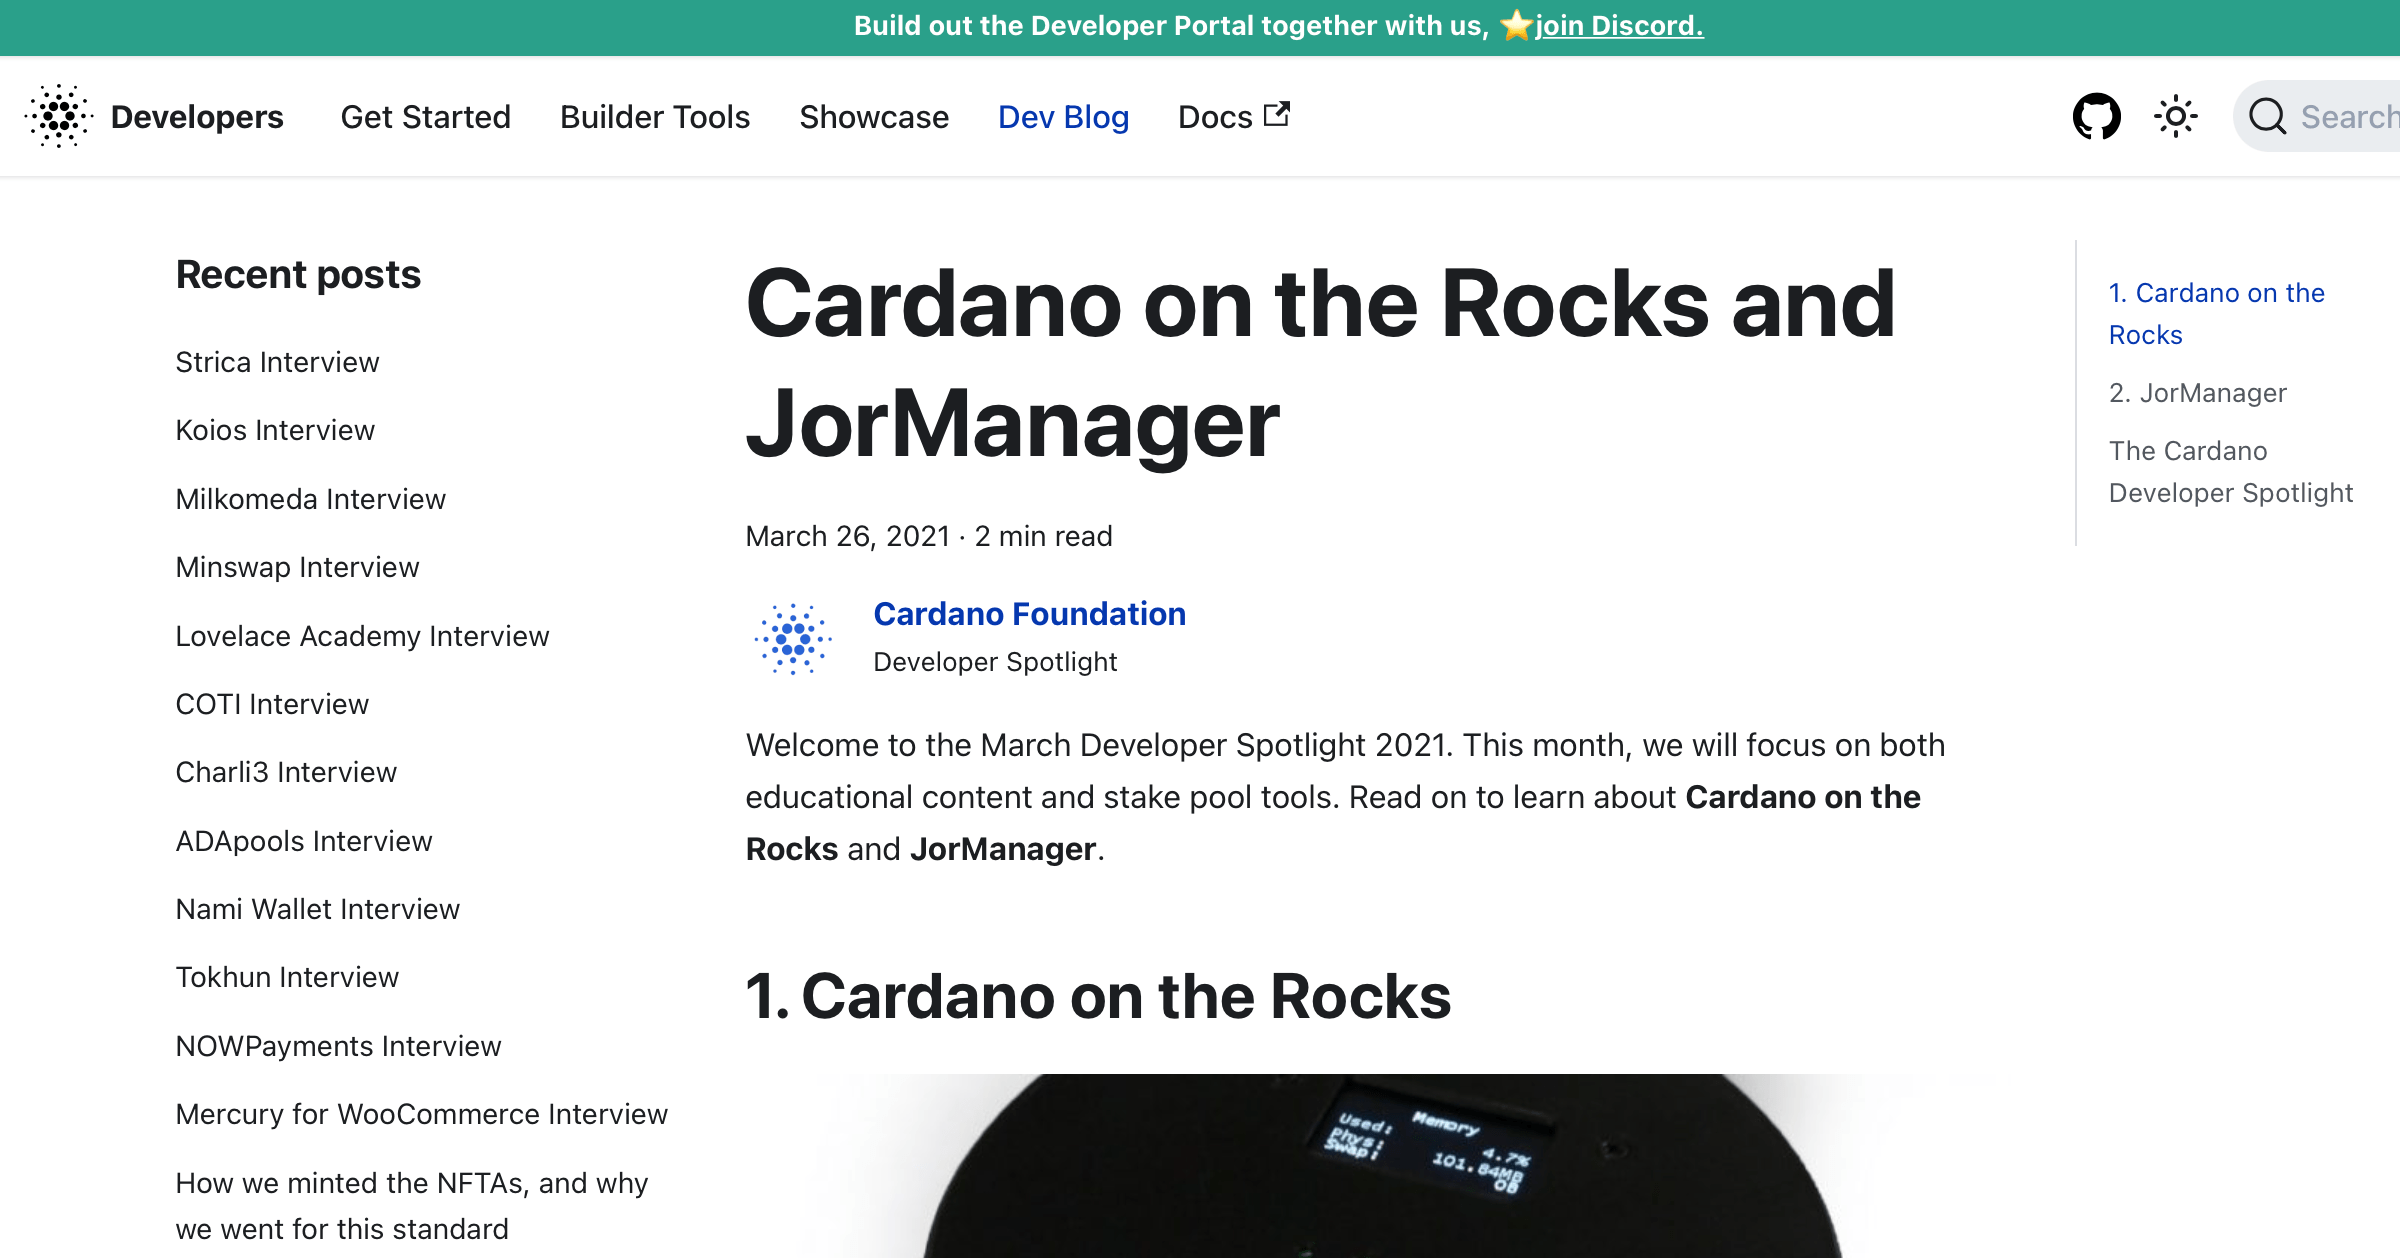 Build out the Developer Portal together with us, ⭐join Discord.
Developers Get Started Builder Tools Showcase Dev Blog Docs Search
Recent posts
Strica Interview
Koios Interview
Milkomeda Interview
Minswap Interview
Lovelace Academy Interview
COTI Interview
Charli3 Interview
ADApools Interview
Nami Wallet Interview
Tokhun Interview
NOWPayments Interview
Mercury for WooCommerce Interview
How we minted the NFTAs, and why
we went for this standard
Cardano on the Rocks and
JorManager
March 26, 2021 · 2 min read
Cardano Foundation
Developer Spotlight
Welcome to the March Developer Spotlight 2021. This month, we will focus on both
educational content and stake pool tools. Read on to learn about Cardano on the
Rocks and JorManager.
1. Cardano on the Rocks
Memory
Used: 4.7%
Phys: 101.84MB
Swap: 0B
1. Cardano on the
Rocks
2. JorManager
The Cardano
Developer Spotlight